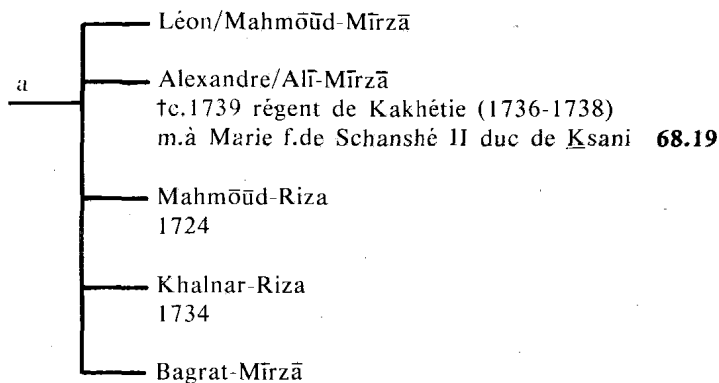 Léon/Mahmōūd-Mīrzā
a
Alexandre/Alī-Mīrzā
†c.1739 régent de Kakhétie (1736-1738)
m.à Marie f.de Schanshé II duc de Ksani 68.19
Mahmōūd-Riza
1724
Khalnar-Riza
1734
Bagrat-Mīrzā